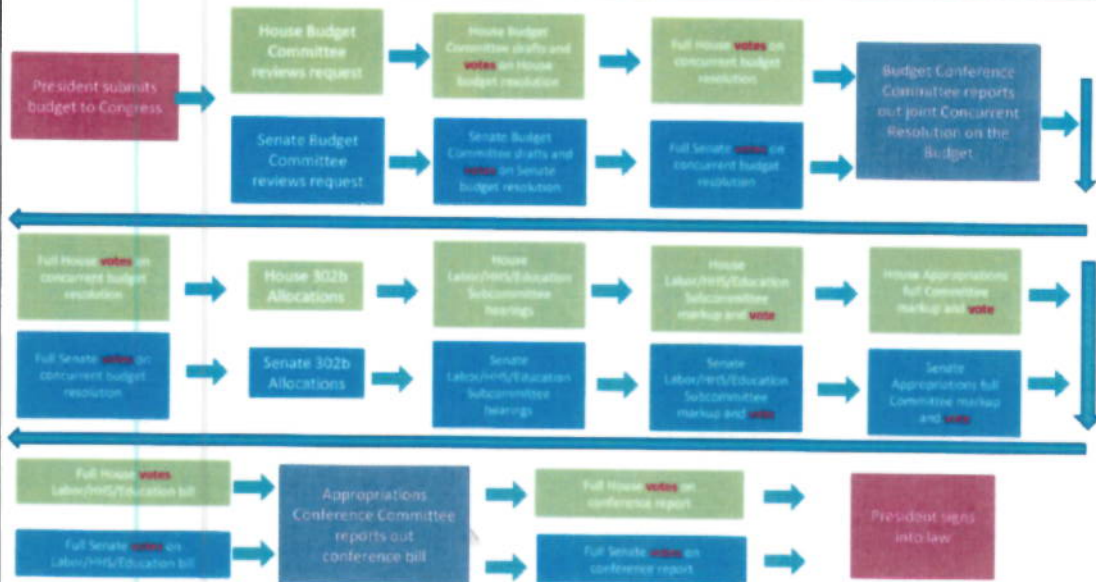 House Budget
Committee
reviews request
House Budget
Committee drafts and
votes on House
budget resolution
Full House votes on
concurrent budget
resolution
President submits
budget to Congress
Budget Conference
Committee reports
out joint Concurrent
Resolution on the
Budget
Senate Budget
Committee
reviews request
Senate Budget
Committee drafts and
votes on Senate
budget resolution
Full Senate votes on
concurrent budget
resolution
Full House votes on
concurrent budget
resolution
House 302b
Allocations
House
Labor/HHS/Education
Subcommittee
hearings
House
Labor/HHS/Education
Subcommittee
markup and vote
House Appropriations
full Committee
markup and vote
Full Senate votes on
concurrent budget
resolution
Senate 302b
Allocations
Senate
Labor/HHS/Education
Subcommittee
hearings
Senate
Labor/HHS/Education
Subcommittee
markup and vote
Senate
Appropriations full
Committee markup
and vote
Full House votes
Labor/HHS/Education bill
Appropriations
Conference Committee
reports out
conference bill
Full House votes on
conference report
President signs
into law
Full Senate votes on
Labor/HHS/Education bill
Full Senate votes on
conference report